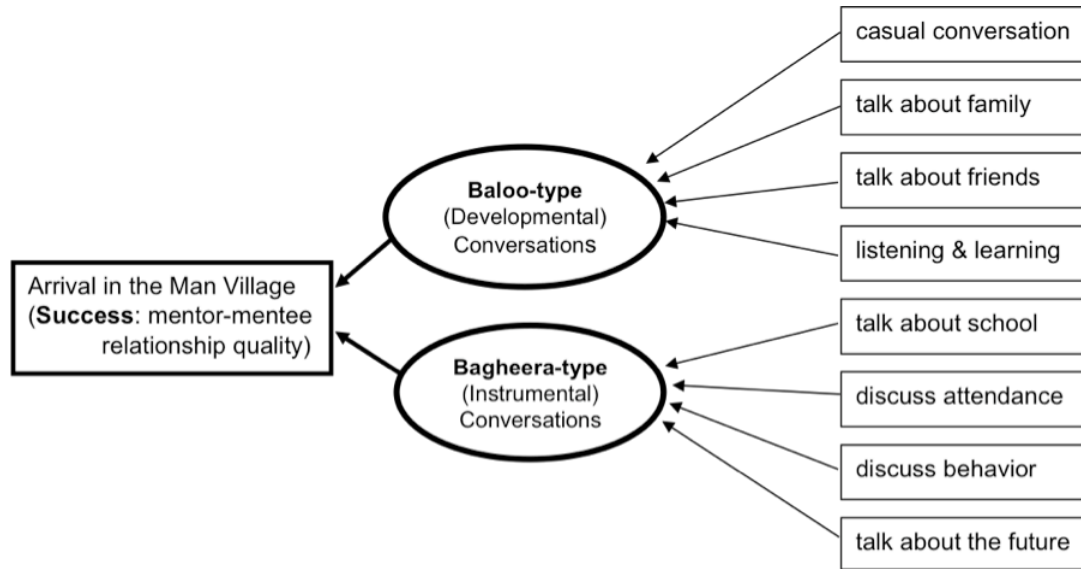 casual conversation
talk about family
talk about friends
listening & learning
talk about school
discuss attendance
discuss behavior
talk about the future
Baloo-type
(Developmental)
Conversations
Bagheera-type
(Instrumental)
Conversations
Arrival in the Man Village
(Success: mentor-mentee
relationship quality)